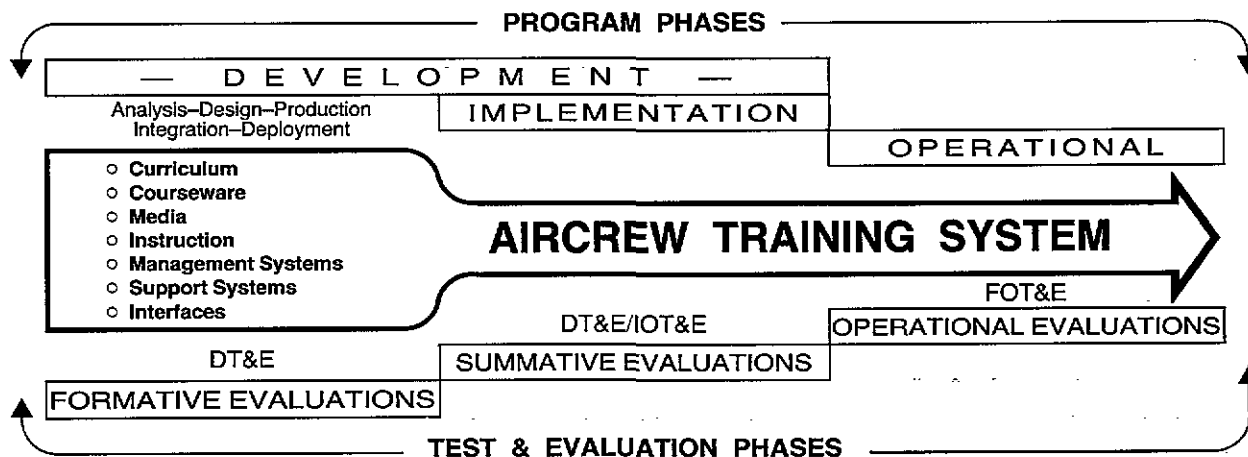 PROGRAM PHASES
— DEVELOPMENT —
Analysis–Design–Production
Integration–Deployment
IMPLEMENTATION
OPERATIONAL
○ Curriculum
○ Courseware
○ Media
○ Instruction
○ Management Systems
○ Support Systems
○ Interfaces
AIRCREW TRAINING SYSTEM
FOT&E
OPERATIONAL EVALUATIONS
DT&E/IOT&E
SUMMATIVE EVALUATIONS
DT&E
FORMATIVE EVALUATIONS
TEST & EVALUATION PHASES